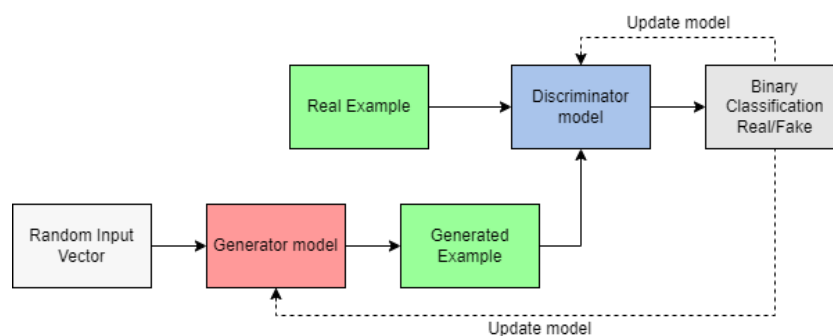 Update model
Real Example
Discriminator
model
Binary
Classification
Real/Fake
Random Input
Vector
Generator model
Generated
Example
Update model